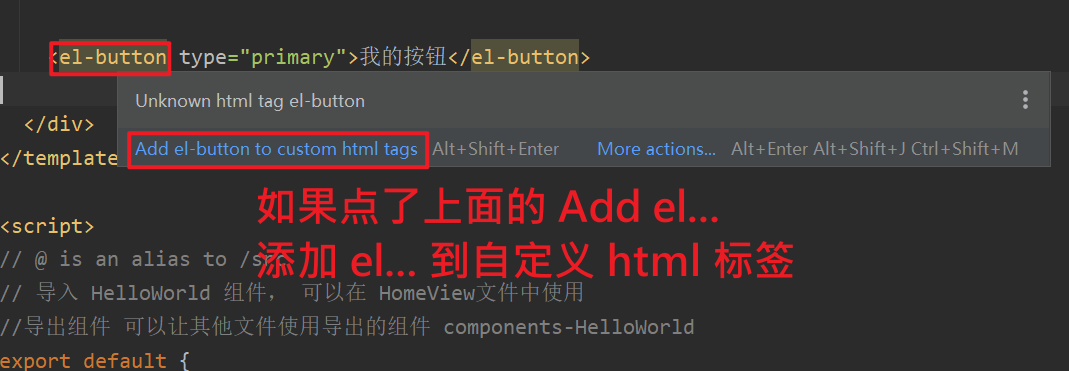 <el-button type="primary">我的按钮</el-button>
Unknown html tag el-button
</div>
Add el-button to custom html tags Alt+Shift+Enter More actions... Alt+Enter Alt+Shift+J Ctrl+Shift+M
</template
如果点了上面的 Add el...
<script>
// @ is an alias to /src
添加 el... 到自定义 html 标签
// 导入 HelloWorld 组件， 可以在 HomeView文件中使用
//导出组件 可以让其他文件使用导出的组件 components-HelloWorld
export default {